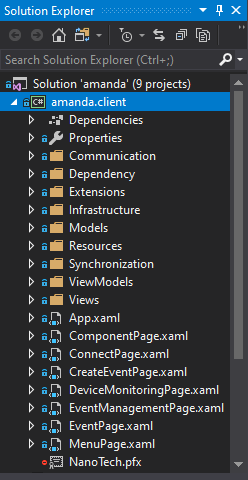 Solution Explorer
Search Solution Explorer (Ctrl+;)
Solution 'amanda' (9 projects)
C# amanda.client
Dependencies
Properties
Communication
Dependency
Extensions
Infrastructure
Models
Resources
Synchronization
ViewModels
Views
App.xaml
ComponentPage.xaml
ConnectPage.xaml
CreateEventPage.xaml
DeviceMonitoringPage.xaml
EventManagementPage.xaml
EventPage.xaml
MenuPage.xaml
NanoTech.pfx